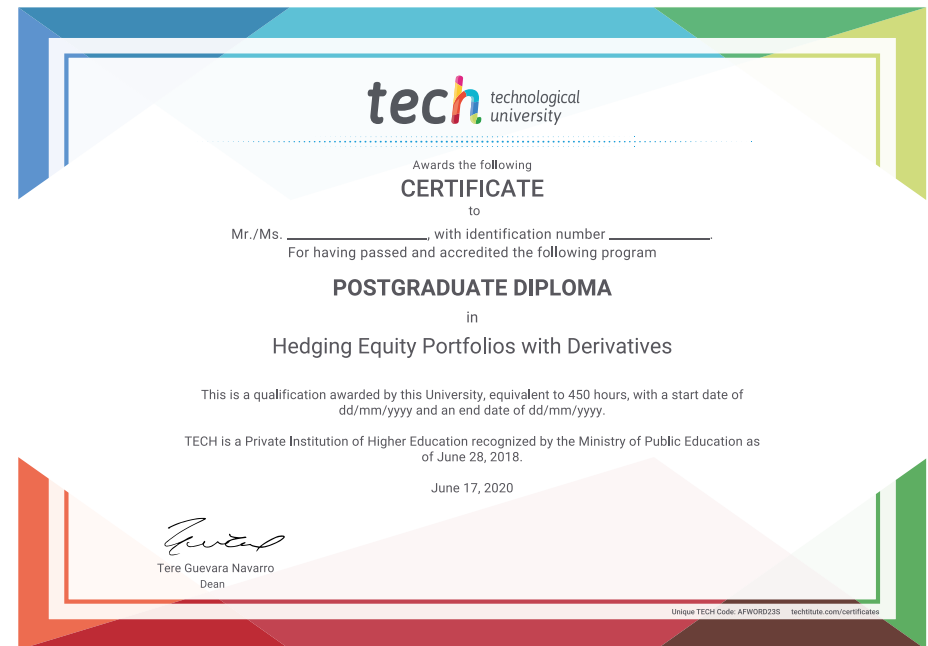 tech technological
university
Awards the following
CERTIFICATE
to
Mr./Ms. ____________________, with identification number ______________.
For having passed and accredited the following program
POSTGRADUATE DIPLOMA
in
Hedging Equity Portfolios with Derivatives
This is a qualification awarded by this University, equivalent to 450 hours, with a start date of
dd/mm/yyyy and an end date of dd/mm/yyyy.
TECH is a Private Institution of Higher Education recognized by the Ministry of Public Education as
of June 28, 2018.
June 17, 2020
Tere Guevara Navarro
Dean
Unique TECH Code: AFWORD23S techtitute.com/certificates